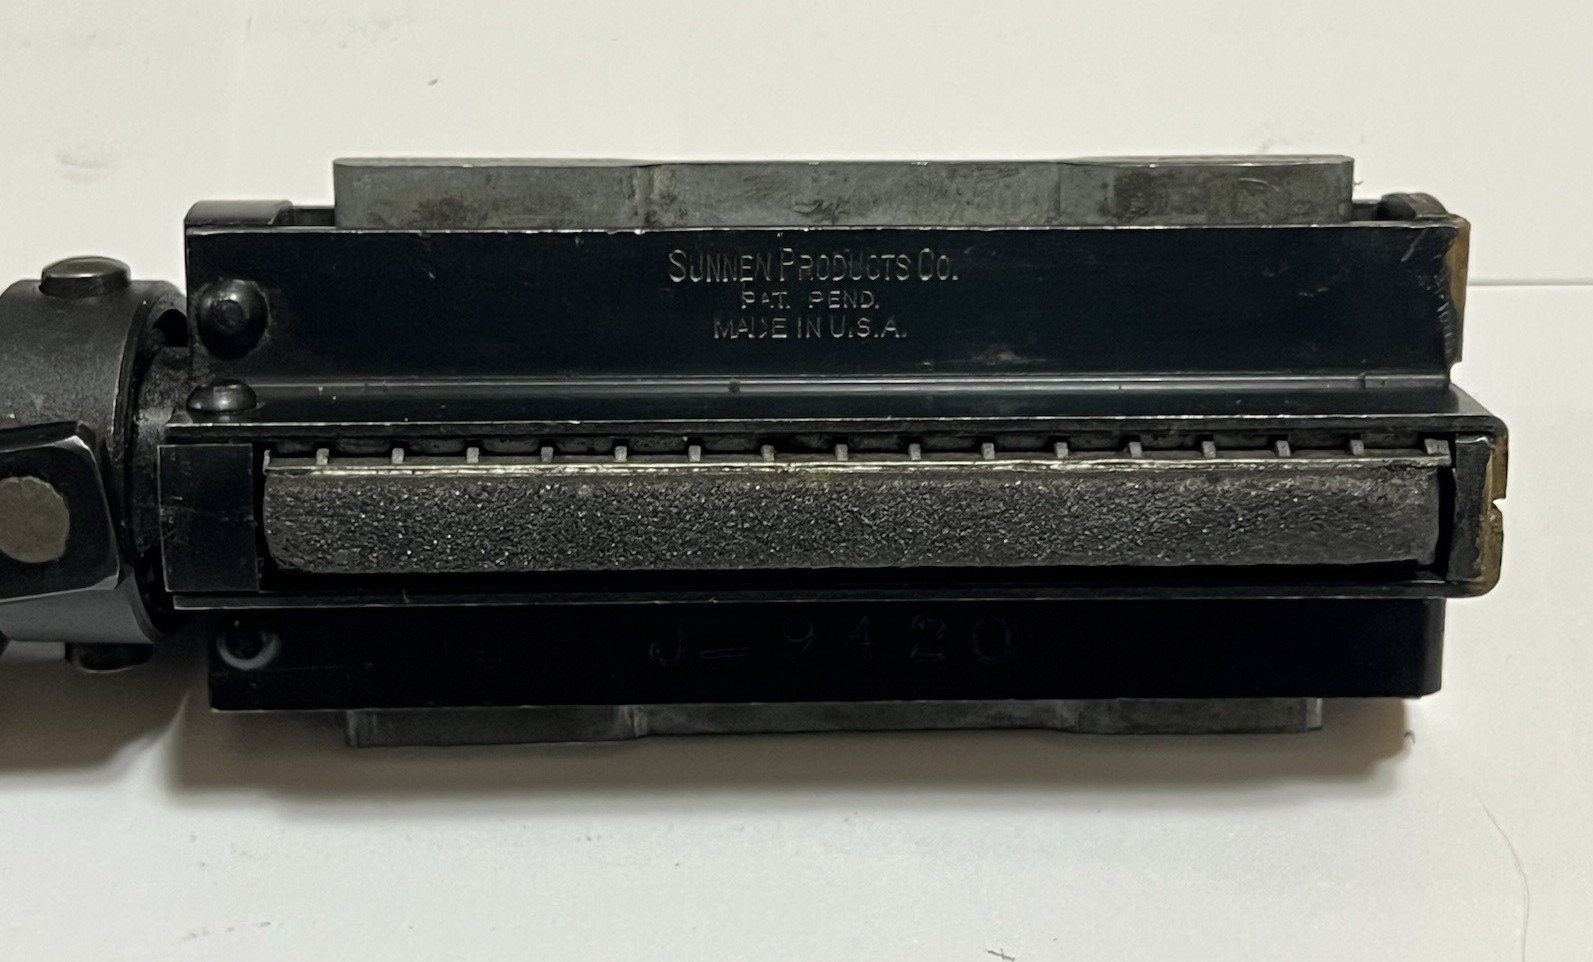 SUNNEN PRODUCTS CO.
PAT. PEND.
MADE IN U.S.A.
J-9420